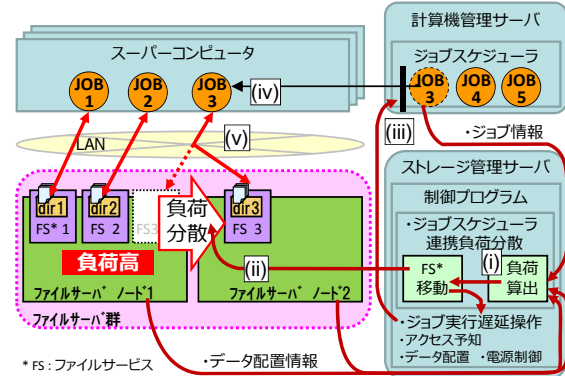 スーパーコンピュータ
JOB
1
JOB
2
JOB
3
(iv)
計算機管理サーバ
ジョブスケジューラ
JOB
3
JOB
4
JOB
5
(iii)
・ジョブ情報
LAN
(v)
dir1
FS* 1
dir2
FS 2
FS3
負荷
分散
dir3
FS 3
負荷高
ファイルサーバ ノード1
ファイルサーバ ノード2
ファイルサーバ群
(ii)
ストレージ管理サーバ
制御プログラム
・ジョブスケジューラ
連携負荷分散
FS*
移動
(i)
負荷
算出
・ジョブ実行遅延操作
・アクセス予知
・データ配置 ・電源制御
* FS : ファイルサービス
・データ配置情報